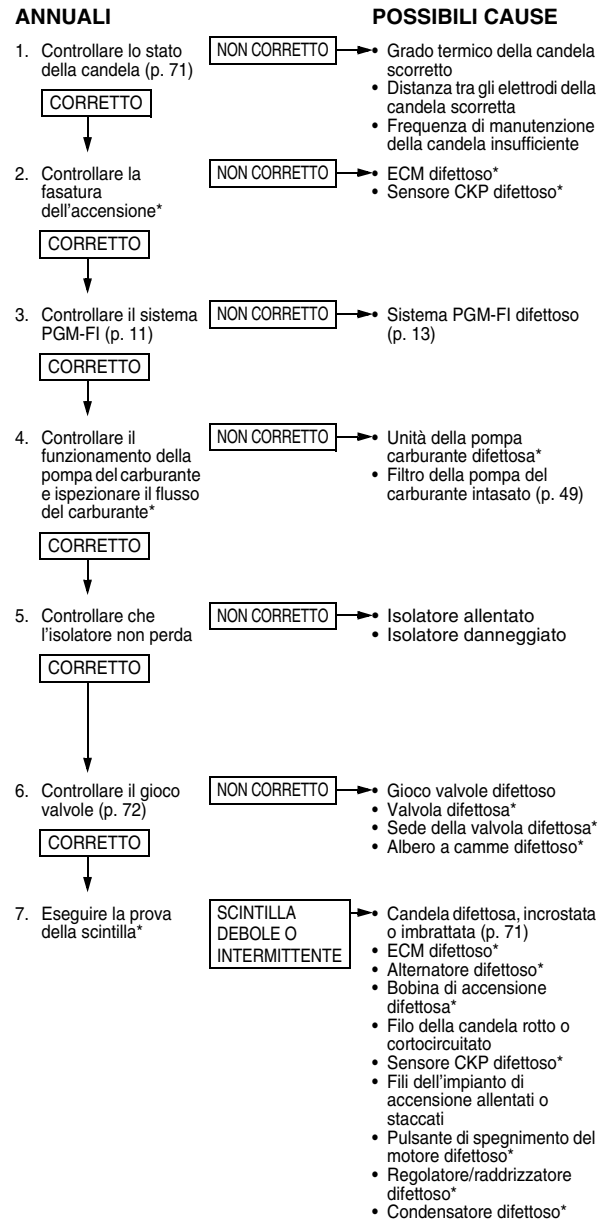 ANNUALI
POSSIBILI CAUSE
1. Controllare lo stato
della candela (p. 71)
NON CORRETTO
• Grado termico della candela
scorretto
• Distanza tra gli elettrodi della
candela scorretta
• Frequenza di manutenzione
della candela insufficiente
CORRETTO
2. Controllare la
fasatura
dell'accensione*
NON CORRETTO
• ECM difettoso*
• Sensore CKP difettoso*
CORRETTO
3. Controllare il sistema
PGM-FI (p. 11)
NON CORRETTO
• Sistema PGM-FI difettoso
(p. 13)
CORRETTO
4. Controllare il
funzionamento della
pompa del carburante
e ispezionare il flusso
del carburante*
NON CORRETTO
• Unità della pompa
carburante difettosa*
• Filtro della pompa del
carburante intasato (p. 49)
CORRETTO
5. Controllare che
l'isolatore non perda
NON CORRETTO
• Isolatore allentato
• Isolatore danneggiato
CORRETTO
6. Controllare il gioco
valvole (p. 72)
NON CORRETTO
• Gioco valvole difettoso
• Valvola difettosa*
• Sede della valvola difettosa*
• Albero a camme difettoso*
CORRETTO
7. Eseguire la prova
della scintilla*
SCINTILLA
DEBOLE O
INTERMITTENTE
• Candela difettosa, incrostata
o imbrattata (p. 71)
• ECM difettoso*
• Alternatore difettoso*
• Bobina di accensione
difettosa*
• Filo della candela rotto o
cortocircuitato
• Sensore CKP difettoso*
• Fili dell'impianto di
accensione allentati o
staccati
• Pulsante di spegnimento del
motore difettoso*
• Regolatore/raddrizzatore
difettoso*
• Condensatore difettoso*